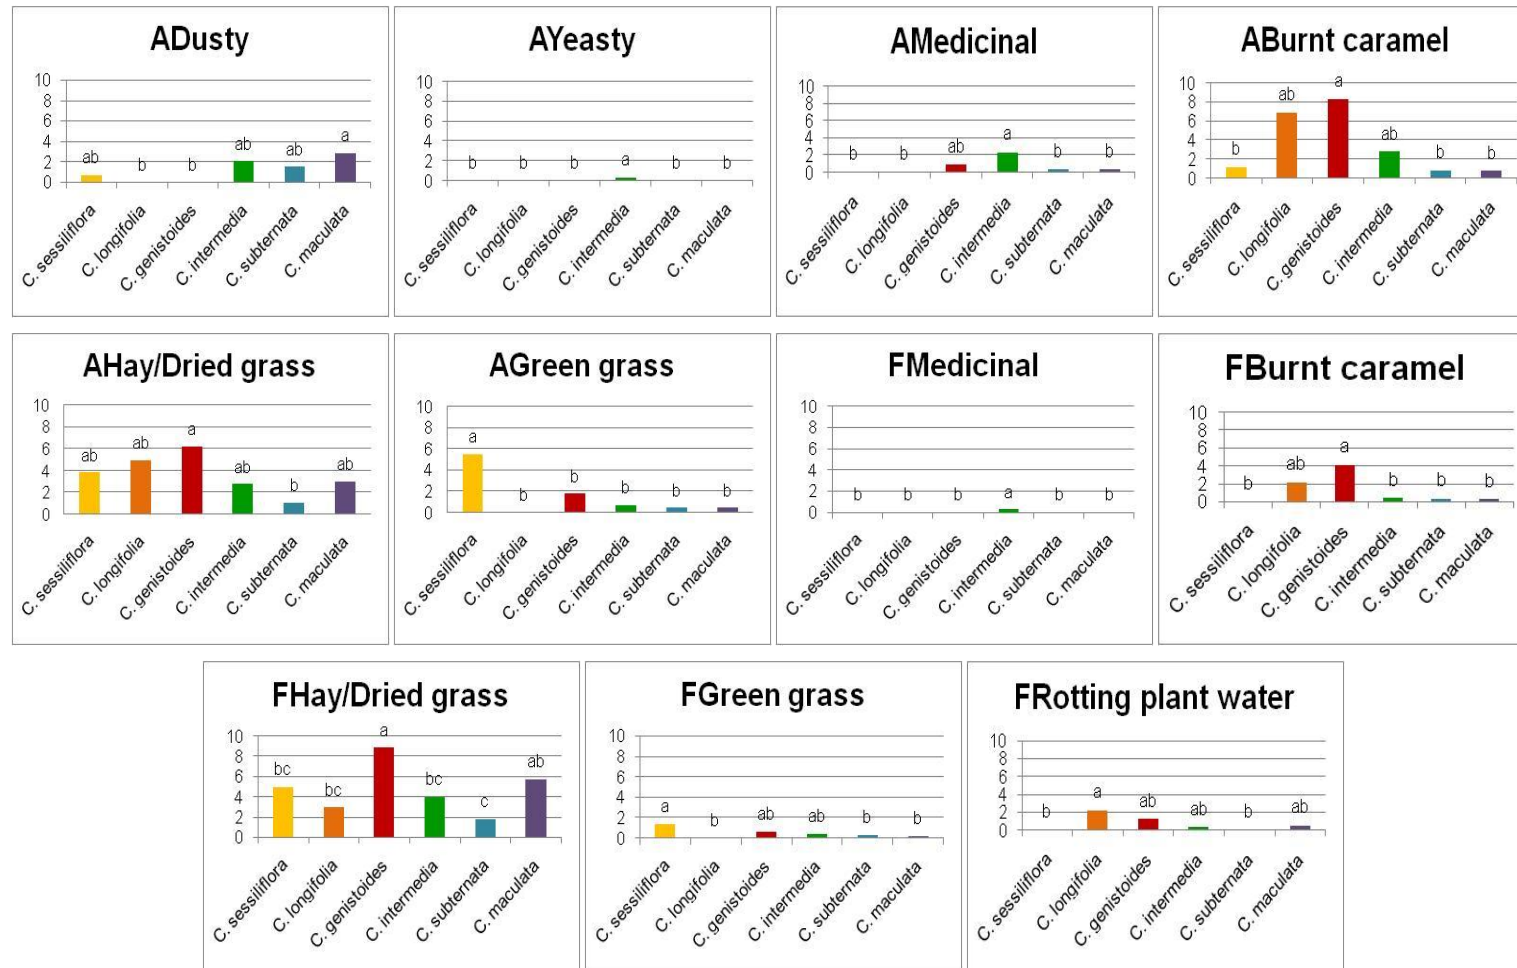 ADusty
10
8
6
4
2
0
ab b b ab ab a
C. sessiliflora
C. longifolia
C. genistoides
C. intermedia
C. subternata
C. maculata
AYeasty
10
8
6
4
2
0
b b b a b b
C. sessiliflora
C. longifolia
C. genistoides
C. intermedia
C. subternata
C. maculata
AMedicinal
10
8
6
4
2
0
b b ab a b b
C. sessiliflora
C. longifolia
C. genistoides
C. intermedia
C. subternata
C. maculata
ABurnt caramel
10
8
6
4
2
0
b ab a ab b b
C. sessiliflora
C. longifolia
C. genistoides
C. intermedia
C. subternata
C. maculata
AHay/Dried grass
10
8
6
4
2
0
ab ab a ab b ab
C. sessiliflora
C. longifolia
C. genistoides
C. intermedia
C. subternata
C. maculata
AGreen grass
10
8
6
4
2
0
a b b b b b
C. sessiliflora
C. longifolia
C. genistoides
C. intermedia
C. subternata
C. maculata
FMedicinal
10
8
6
4
2
0
b b b a b b
C. sessiliflora
C. longifolia
C. genistoides
C. intermedia
C. subternata
C. maculata
FBurnt caramel
10
8
6
4
2
0
b ab a b b b
C. sessiliflora
C. longifolia
C. genistoides
C. intermedia
C. subternata
C. maculata
FHay/Dried grass
10
8
6
4
2
0
bc bc a bc c ab
C. sessiliflora
C. longifolia
C. genistoides
C. intermedia
C. subternata
C. maculata
FGreen grass
10
8
6
4
2
0
a b ab ab b b
C. sessiliflora
C. longifolia
C. genistoides
C. intermedia
C. subternata
C. maculata
FRotting plant water
10
8
6
4
2
0
b a ab ab b ab
C. sessiliflora
C. longifolia
C. genistoides
C. intermedia
C. subternata
C. maculata